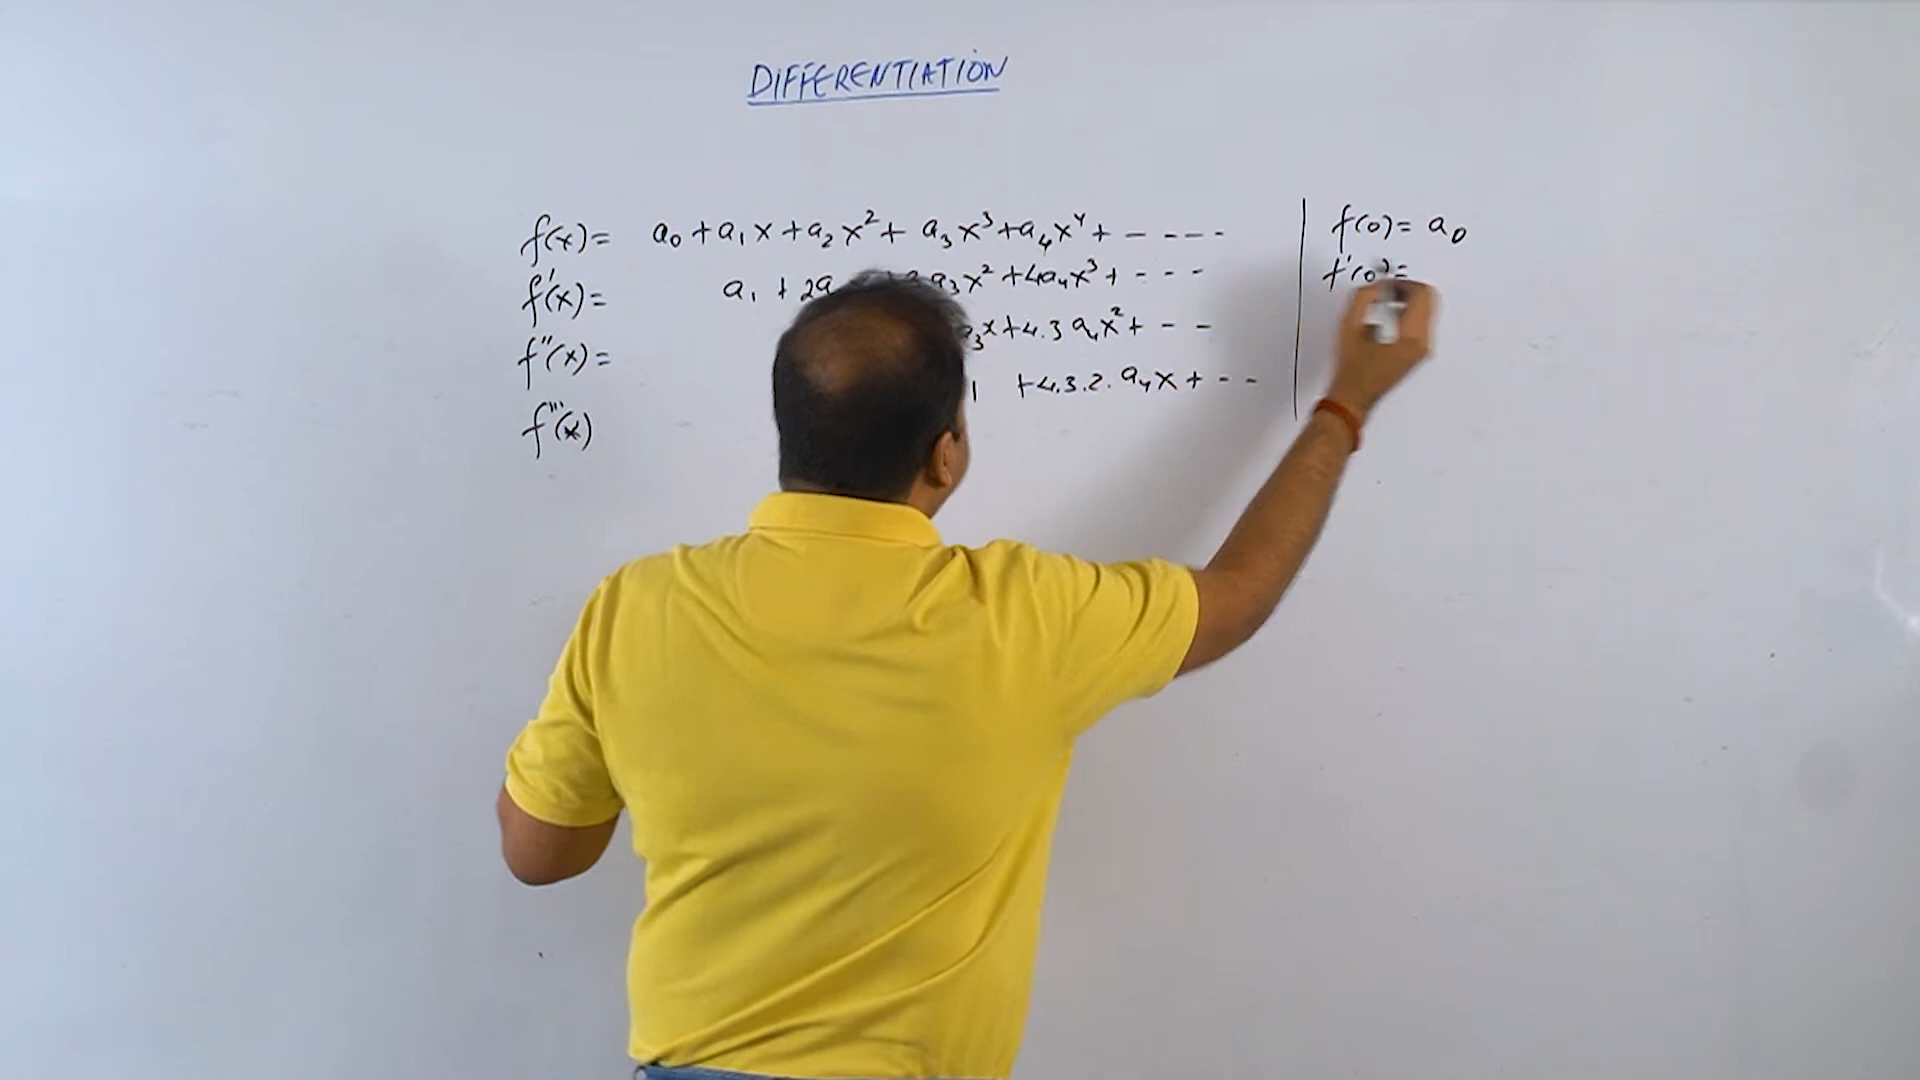 DIFFERENTIATION
f(x) = a₀ + a₁x + a₂x² + a₃x³ + a₄x⁴ + - - - -
f'(x) = a₁ + 2a a₃x² + 4a₄x³ + - - -
f''(x) = a₃x + 4.3 a₄x² + - -
f'''(x) + 4.3.2. a₄x + - -
f(0) = a₀
f'(0) =